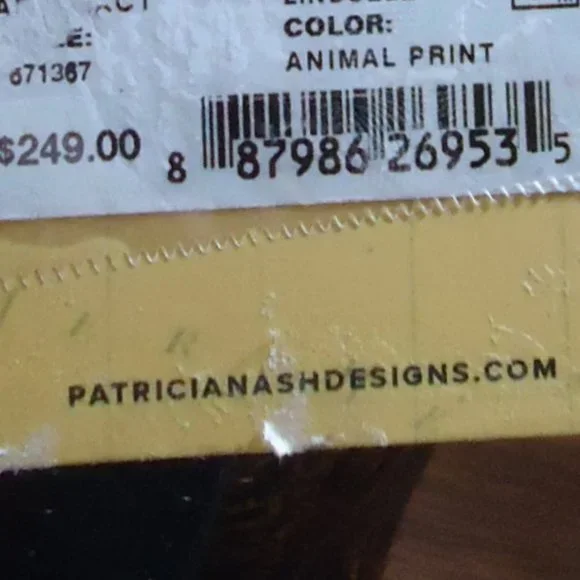 COLOR:
ANIMAL PRINT
671367
$249.00
8 87986 26953 5
PATRICIANASHDESIGNS.COM